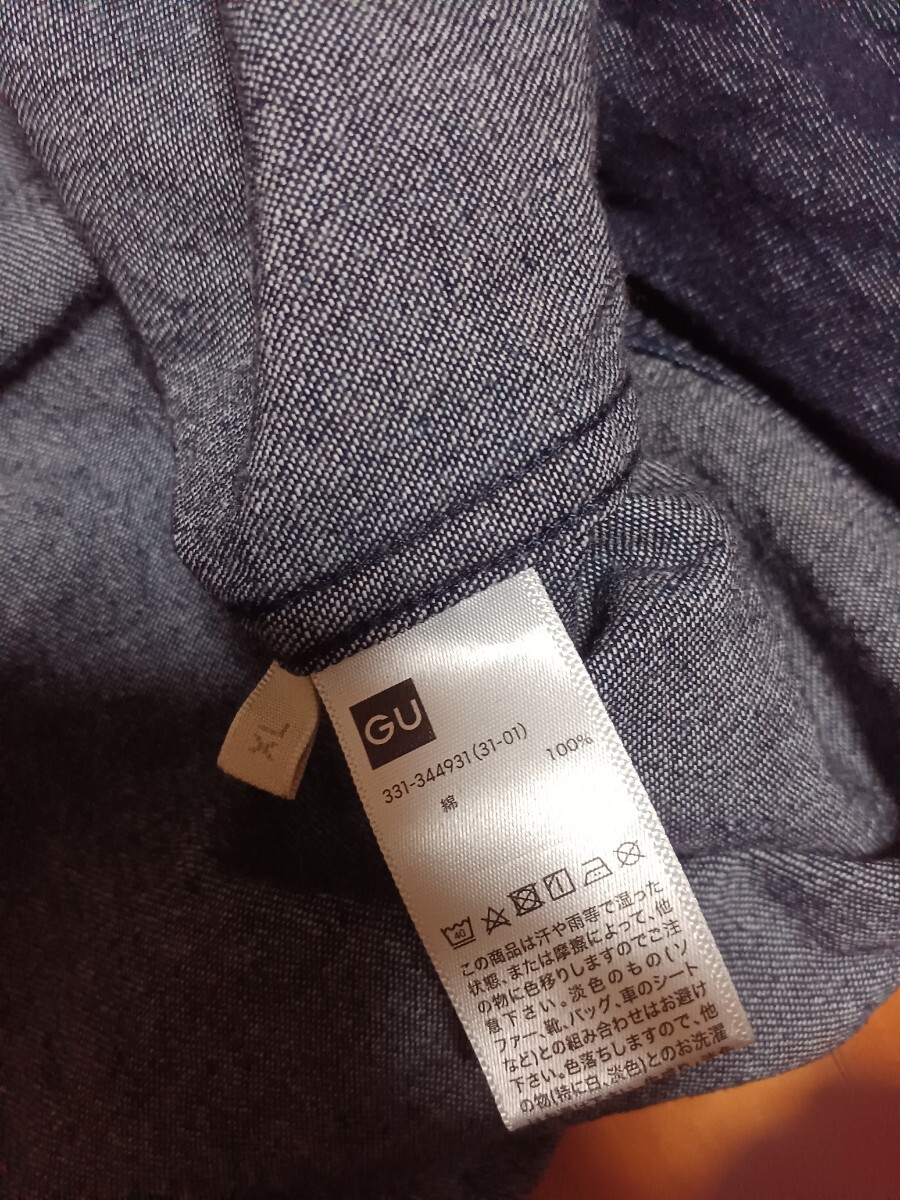 XL
GU
331-344931(31-01)
綿 100%
40
この商品は汗や雨等で湿った
状態、または摩擦によって、他
の物に色移りしますのでご注
意下さい。淡色のもの(ソ
ファー、靴、バッグ、車のシート
など)との組み合わせはお避け
下さい。色落ちしますので、他
の物(特に白、淡色)とのお洗濯